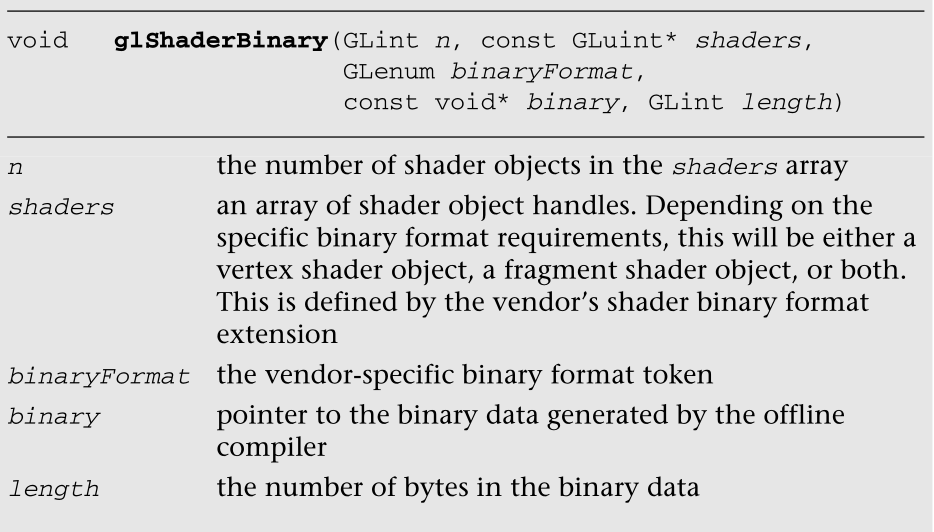 void glShaderBinary(GLint n, const GLuint* shaders,
GLenum binaryFormat,
const void* binary, GLint length)
n the number of shader objects in the shaders array
shaders an array of shader object handles. Depending on the
specific binary format requirements, this will be either a
vertex shader object, a fragment shader object, or both.
This is defined by the vendor’s shader binary format
extension
binaryFormat the vendor-specific binary format token
binary pointer to the binary data generated by the offline
compiler
length the number of bytes in the binary data